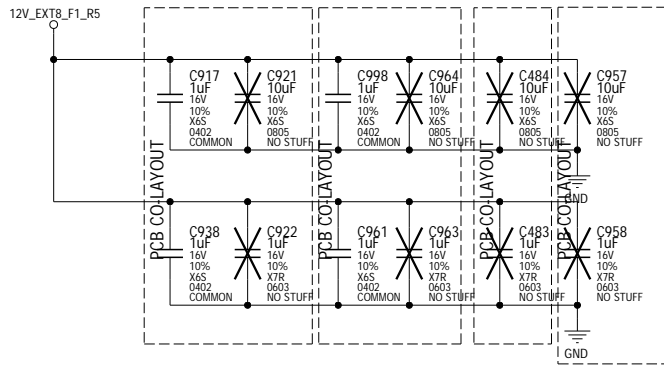 12V_EXT8_F1_R5
C917
1uF
16V
10%
X6S
0402
COMMON
C921
10uF
16V
10%
X6S
0805
NO STUFF
C998
1uF
16V
10%
X6S
0402
COMMON
C964
10uF
16V
10%
X6S
0805
NO STUFF
C484
10uF
16V
10%
X6S
0805
NO STUFF
C957
10uF
16V
10%
X6S
0805
NO STUFF
GND
PCB CO-LAYOUT
PCB CO-LAYOUT
PCB CO-LAYOUT
PCB CO-LAYOUT
C938
1uF
16V
10%
X6S
0402
COMMON
C922
1uF
16V
10%
X7R
0603
NO STUFF
C961
1uF
16V
10%
X6S
0402
COMMON
C963
1uF
16V
10%
X7R
0603
NO STUFF
C483
1uF
16V
10%
X7R
0603
NO STUFF
C958
1uF
16V
10%
X7R
0603
NO STUFF
GND